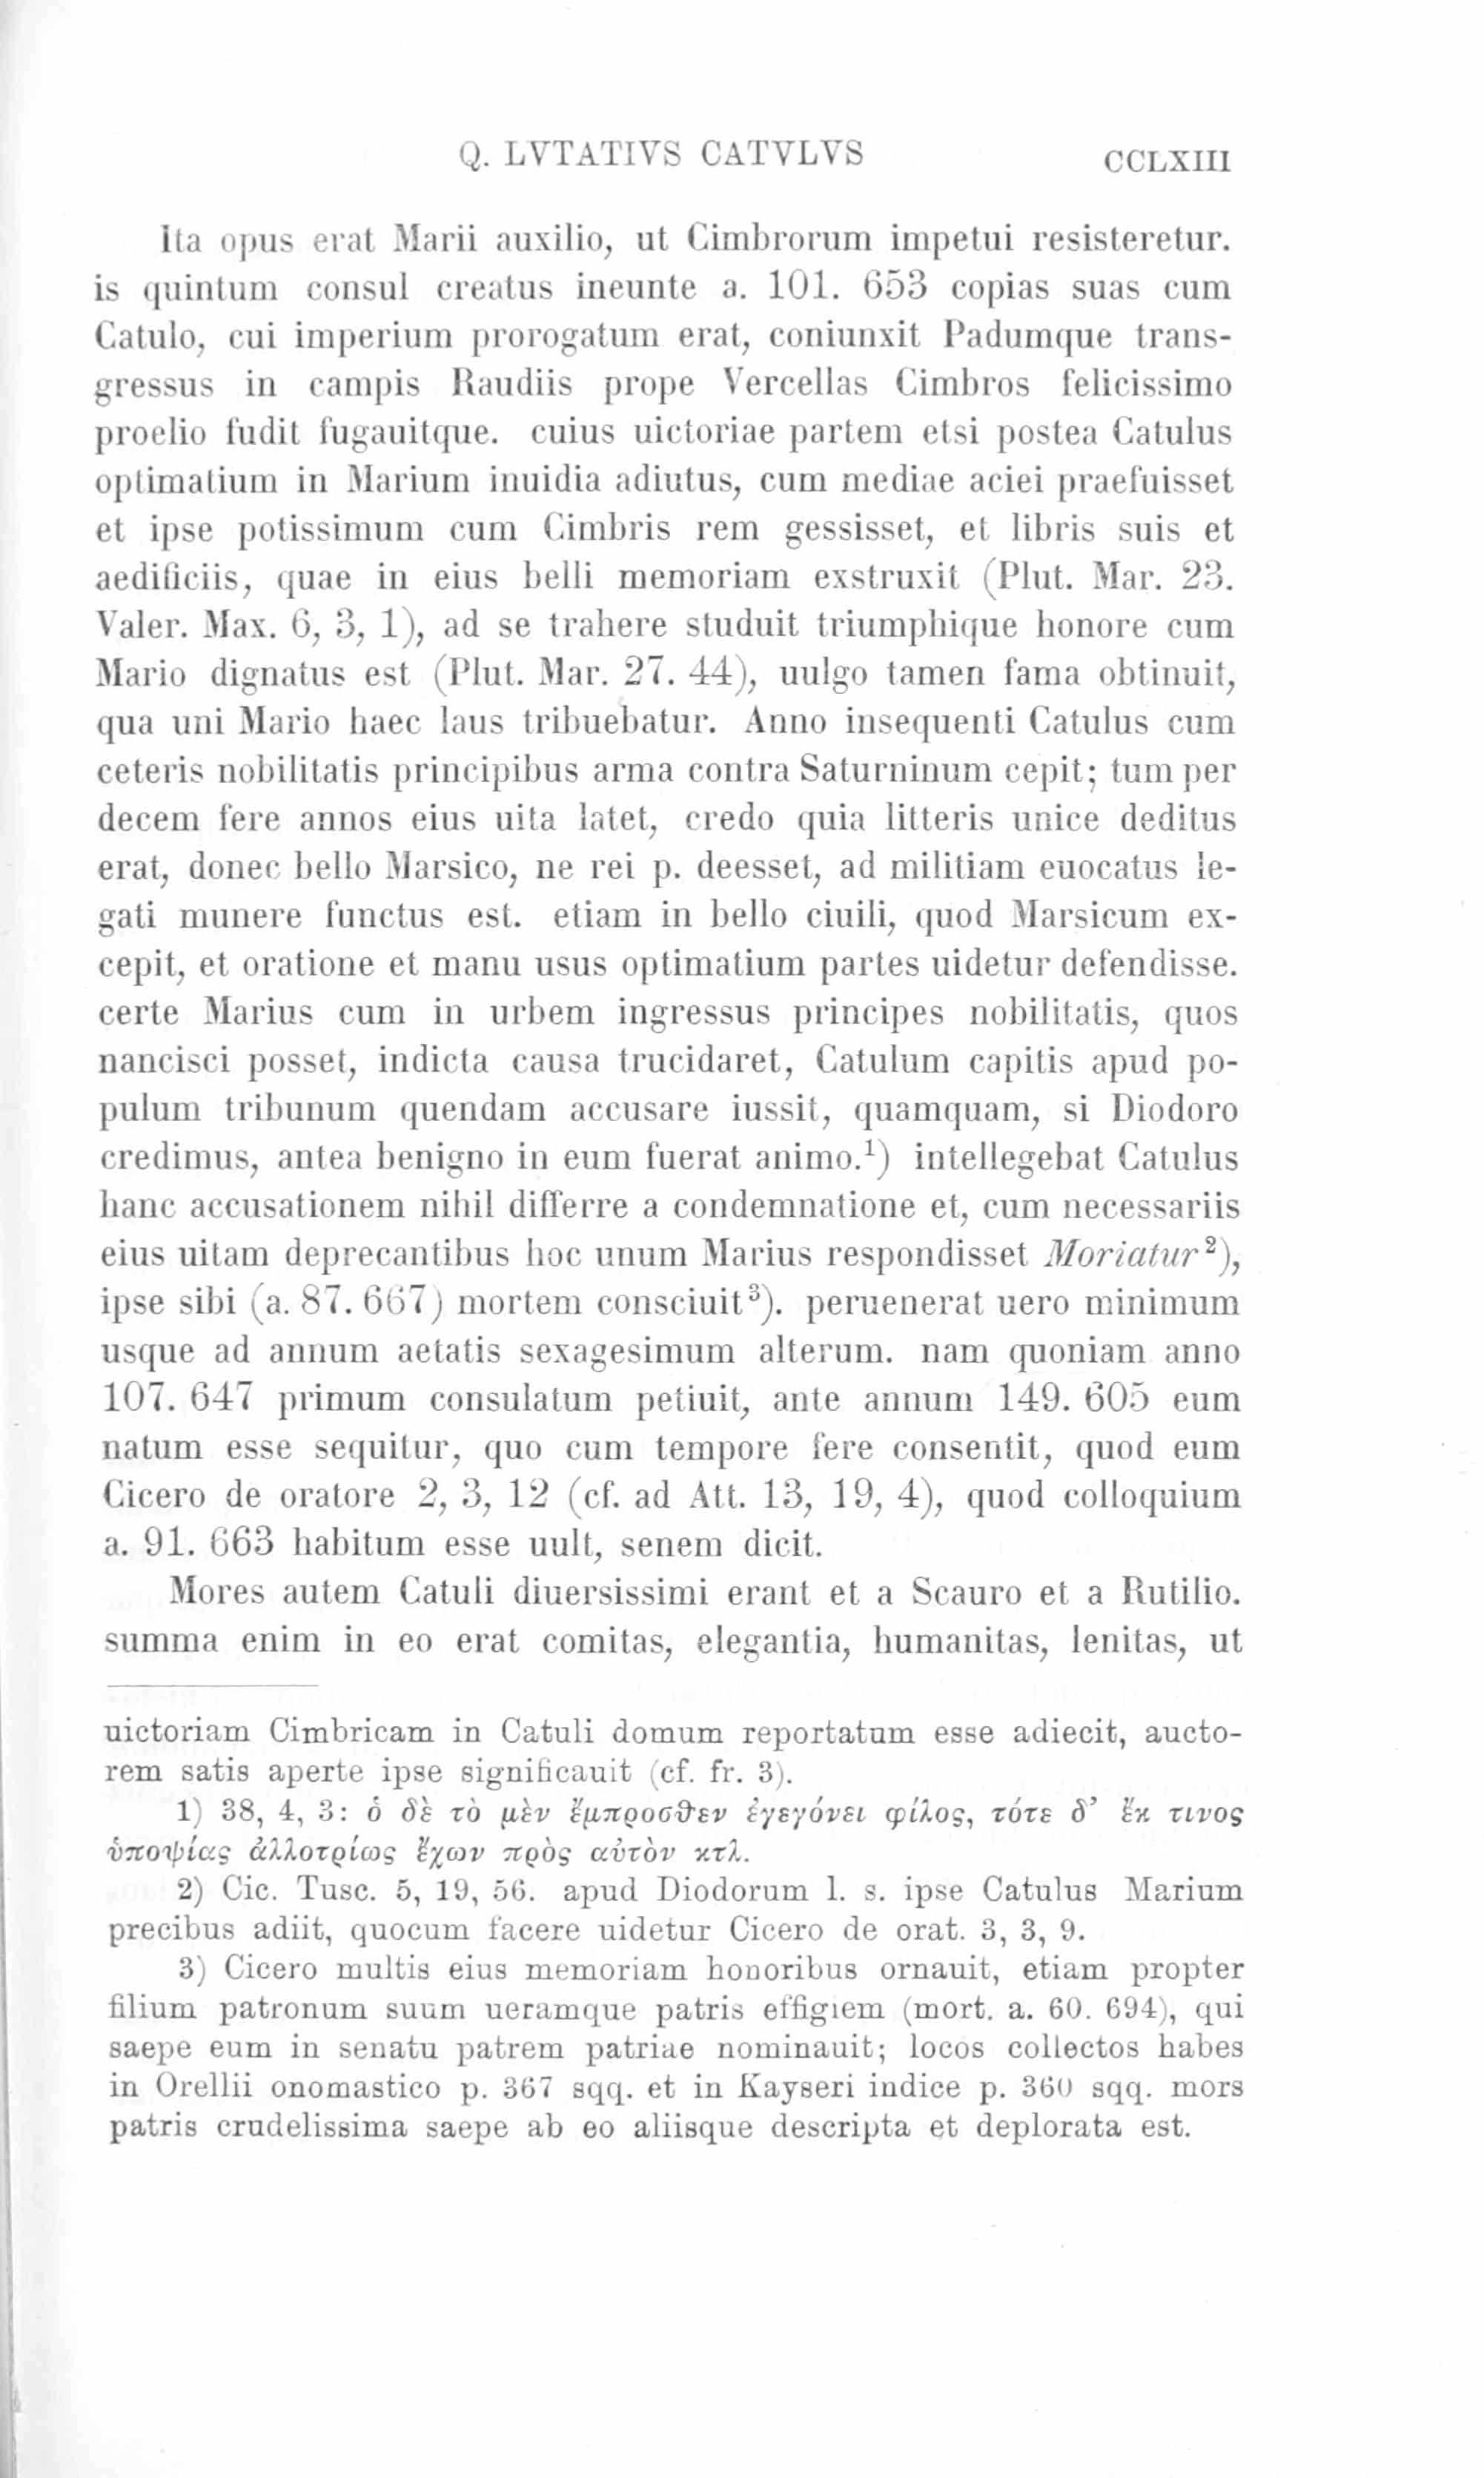 Q. LVTATIVS CATVLVS CCLXIII
Ita opus erat Marii auxilio, ut Cimbrorum impetui resisteretur.
is quintum consul creatus ineunte a. 101. 653 copias suas cum
Catulo, cui imperium prorogatum erat, coniunxit Padumque trans-
gressus in campis Raudiis prope Vercellas Cimbros felicissimo
proelio fudit fugauitque. cuius uictoriae partem etsi postea Catulus
optimatium in Marium inuidia adiutus, cum mediae aciei praefuisset
et ipse potissimum cum Cimbris rem gessisset, et libris suis et
aedificiis, quae in eius belli memoriam exstruxit (Plut. Mar. 23.
Valer. Max. 6, 3, 1), ad se trahere studuit triumphique honore cum
Mario dignatus est (Plut. Mar. 27. 44), uulgo tamen fama obtinuit,
qua uni Mario haec laus tribuebatur. Anno insequenti Catulus cum
ceteris nobilitatis principibus arma contra Saturninum cepit; tum per
decem fere annos eius uita latet, credo quia litteris unice deditus
erat, donec bello Marsico, ne rei p. deesset, ad militiam euocatus le-
gati munere functus est. etiam in bello ciuili, quod Marsicum ex-
cepit, et oratione et manu usus optimatium partes uidetur defendisse.
certe Marius cum in urbem ingressus principes nobilitatis, quos
nancisci posset, indicta causa trucidaret, Catulum capitis apud po-
pulum tribunum quendam accusare iussit, quamquam, si Diodoro
credimus, antea benigno in eum fuerat animo.¹) intellegebat Catulus
hanc accusationem nihil differre a condemnatione et, cum necessariis
eius uitam deprecantibus hoc unum Marius respondisset Moriatur²),
ipse sibi (a. 87. 667) mortem consciuit³). peruenerat uero minimum
usque ad annum aetatis sexagesimum alterum. nam quoniam anno
107. 647 primum consulatum petiuit, ante annum 149. 605 eum
natum esse sequitur, quo cum tempore fere consentit, quod eum
Cicero de oratore 2, 3, 12 (cf. ad Att. 13, 19, 4), quod colloquium
a. 91. 663 habitum esse uult, senem dicit.
Mores autem Catuli diuersissimi erant et a Scauro et a Rutilio.
summa enim in eo erat comitas, elegantia, humanitas, lenitas, ut
uictoriam Cimbricam in Catuli domum reportatum esse adiecit, aucto-
rem satis aperte ipse significauit (cf. fr. 3).
1) 38, 4, 3: ὁ δὲ τὸ μὲν ἔμπροσθεν ἐγεγόνει φίλος, τότε δ’ ἔκ τινος
ὑποψίας ἀλλοτρίως ἔχων πρὸς αὐτὸν κτλ.
2) Cic. Tusc. 5, 19, 56. apud Diodorum l. s. ipse Catulus Marium
precibus adiit, quocum facere uidetur Cicero de orat. 3, 3, 9.
3) Cicero multis eius memoriam honoribus ornauit, etiam propter
filium patronum suum ueramque patris effigiem (mort. a. 60. 694), qui
saepe eum in senatu patrem patriae nominauit; locos collectos habes
in Orellii onomastico p. 367 sqq. et in Kayseri indice p. 360 sqq. mors
patris crudelissima saepe ab eo aliisque descripta et deplorata est.